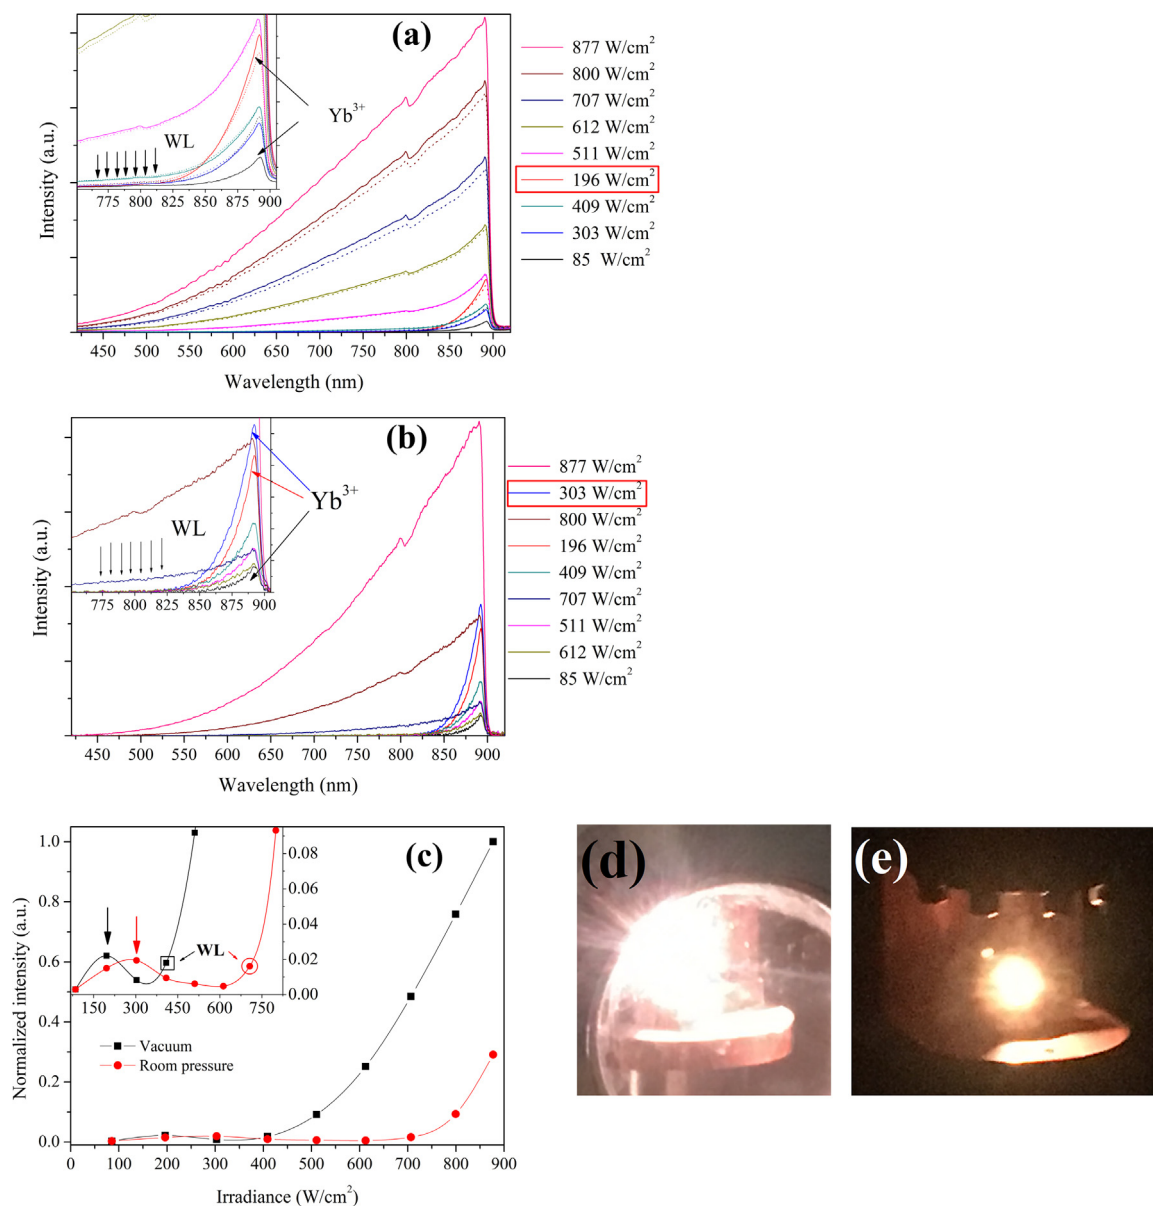 (a)
Intensity (a.u.)
Yb³⁺
WL
775 800 825 850 875 900
450 500 550 600 650 700 750 800 850 900
Wavelength (nm)
877 W/cm²
800 W/cm²
707 W/cm²
612 W/cm²
511 W/cm²
196 W/cm²
409 W/cm²
303 W/cm²
85 W/cm²
(b)
Intensity (a.u.)
WL
Yb³⁺
775 800 825 850 875 900
450 500 550 600 650 700 750 800 850 900
Wavelength (nm)
877 W/cm²
303 W/cm²
800 W/cm²
196 W/cm²
409 W/cm²
707 W/cm²
511 W/cm²
612 W/cm²
85 W/cm²
(c)
Normalized intensity (a.u.)
1.0
0.8
0.6
0.4
0.2
0.0
0.08
0.06
0.04
0.02
0.00
WL
150 300 450 600 750
Vacuum
Room pressure
0 100 200 300 400 500 600 700 800 900
Irradiance (W/cm²)
(d)
(e)